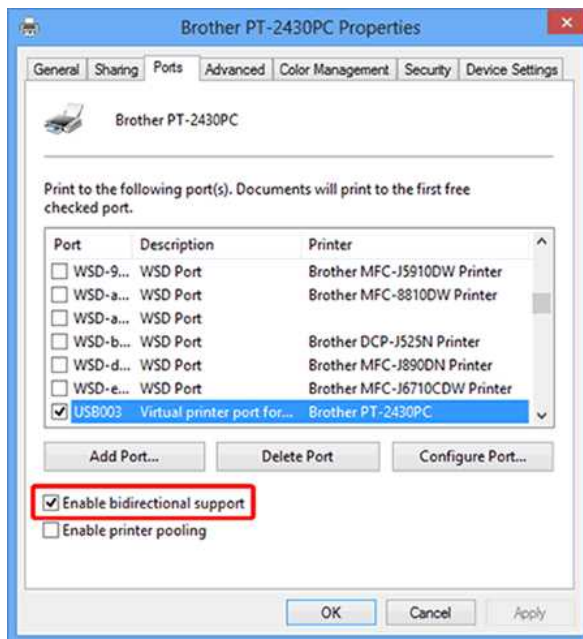 Brother PT-2430PC Properties
General Sharing Ports Advanced Color Management Security Device Settings
Brother PT-2430PC
Print to the following port(s). Documents will print to the first free
checked port.
Port Description Printer
WSD-9... WSD Port Brother MFC-J5910DW Printer
WSD-a... WSD Port Brother MFC-8810DW Printer
WSD-a... WSD Port
WSD-b... WSD Port Brother DCP-J525N Printer
WSD-d... WSD Port Brother MFC-J890DN Printer
WSD-e... WSD Port Brother MFC-J6710CDW Printer
USB003 Virtual printer port for... Brother PT-2430PC
Add Port... Delete Port Configure Port...
Enable bidirectional support
Enable printer pooling
OK Cancel Apply